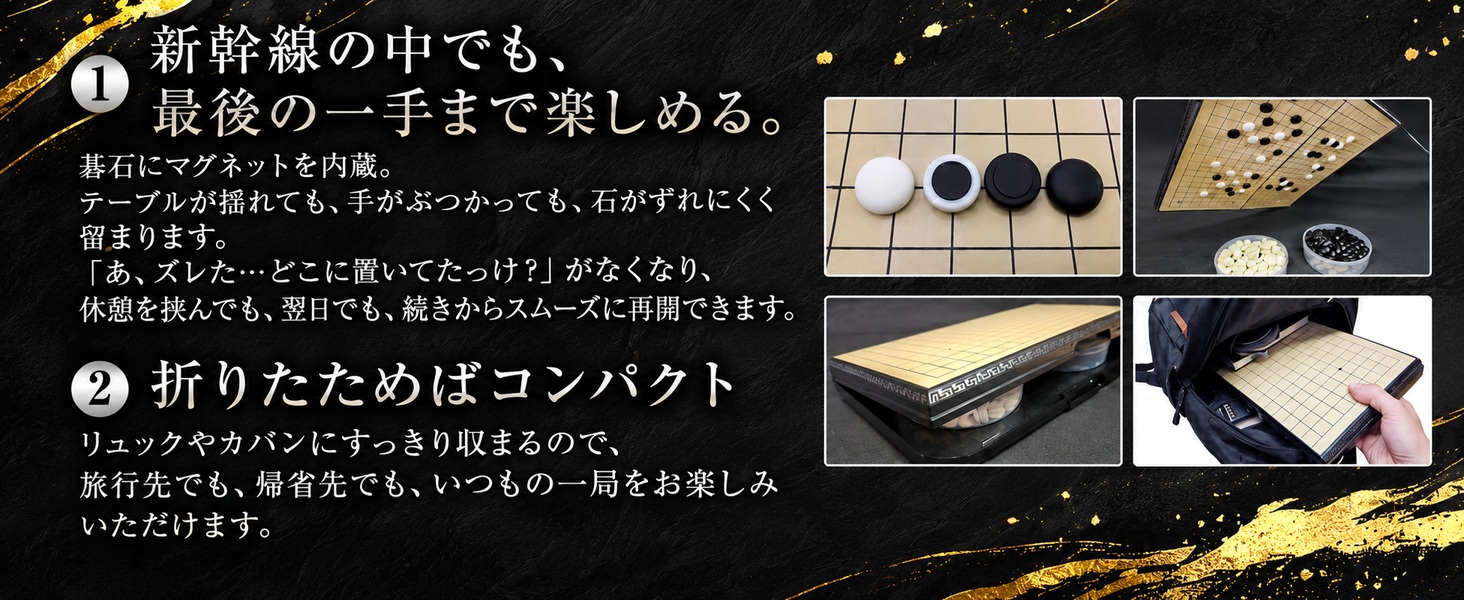 1
新幹線の中でも、
最後の一手まで楽しめる。
碁石にマグネットを内蔵。
テーブルが揺れても、手がぶつかっても、石がずれにくく
留まります。
「あ、ズレた…どこに置いてたっけ？」がなくなり、
休憩を挟んでも、翌日でも、続きからスムーズに再開できます。
2
折りたためばコンパクト
リュックやカバンにすっきり収まるので、
旅行先でも、帰省先でも、いつもの一局をお楽しみ
いただけます。